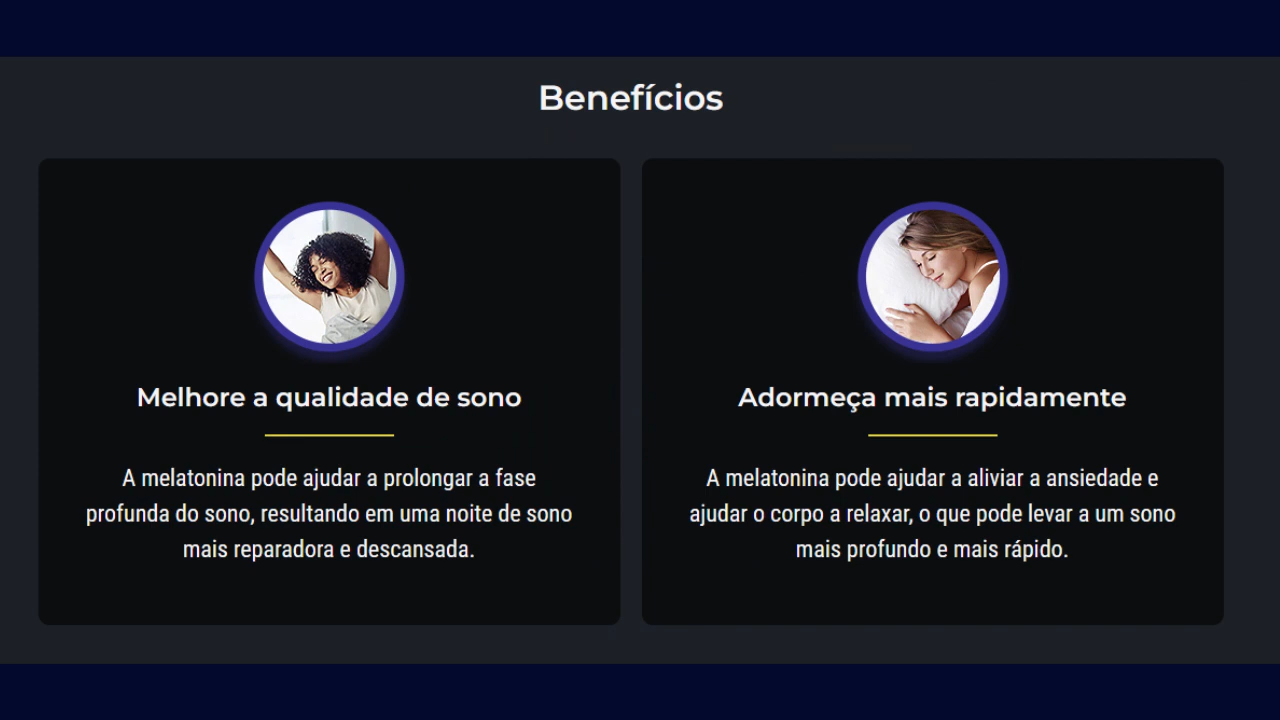 Benefícios
Melhore a qualidade de sono
A melatonina pode ajudar a prolongar a fase
profunda do sono, resultando em uma noite de sono
mais reparadora e descansada.
Adormeça mais rapidamente
A melatonina pode ajudar a aliviar a ansiedade e
ajudar o corpo a relaxar, o que pode levar a um sono
mais profundo e mais rápido.